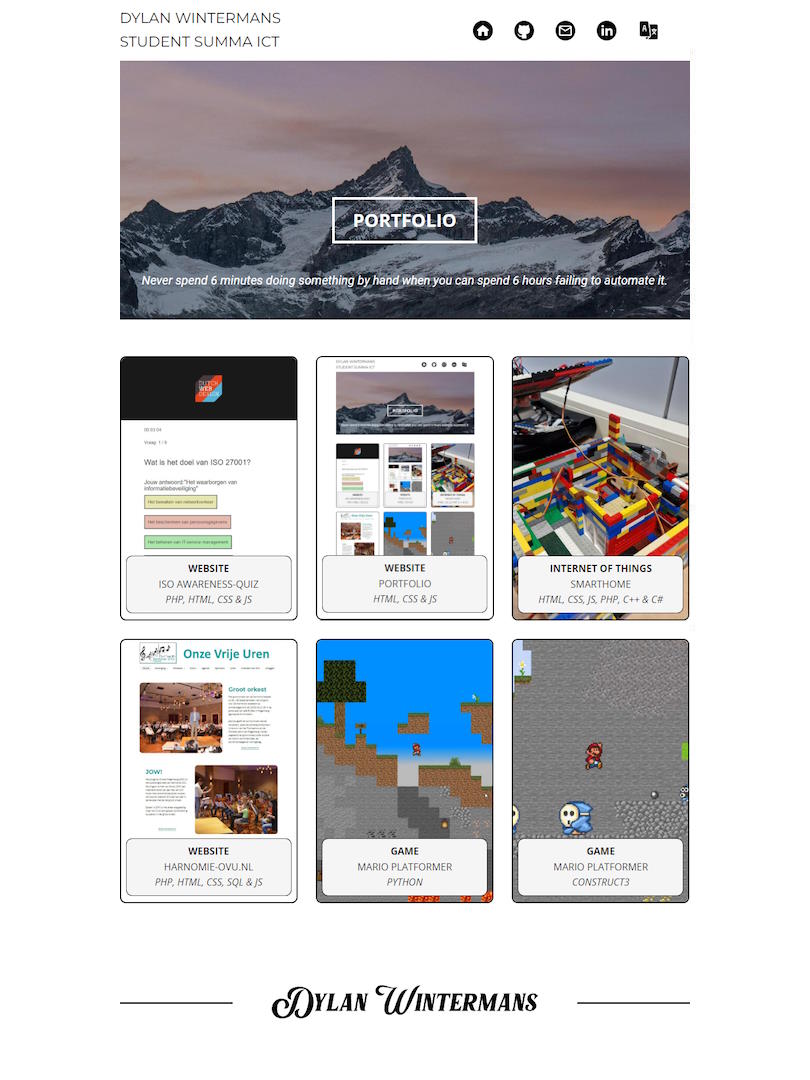 DYLAN WINTERMANS
STUDENT SUMMA ICT
PORTFOLIO
Never spend 6 minutes doing something by hand when you can spend 6 hours failing to automate it.
DUTCH
WEB
DESIGN
00:03:04
Vraag 1 / 9
Wat is het doel van ISO 27001?
Jouw antwoord:"Het waarborgen van
informatiebeveiliging"
Het bewaken van netwerkverkeer
Het beschermen van persoonsgegevens
Het beheren van IT-service management
WEBSITE
ISO AWARENESS-QUIZ
PHP, HTML, CSS & JS
DYLAN WINTERMANS
STUDENT SUMMA ICT
PORTFOLIO
WEBSITE
PORTFOLIO
HTML, CSS & JS
INTERNET OF THINGS
SMARTHOME
HTML, CSS, JS, PHP, C++ & C#
Onze Vrije Uren
Groot orkest
JOW!
WEBSITE
HARNOMIE-OVU.NL
PHP, HTML, CSS, SQL & JS
GAME
MARIO PLATFORMER
PYTHON
GAME
MARIO PLATFORMER
CONSTRUCT3
DYLAN WINTERMANS